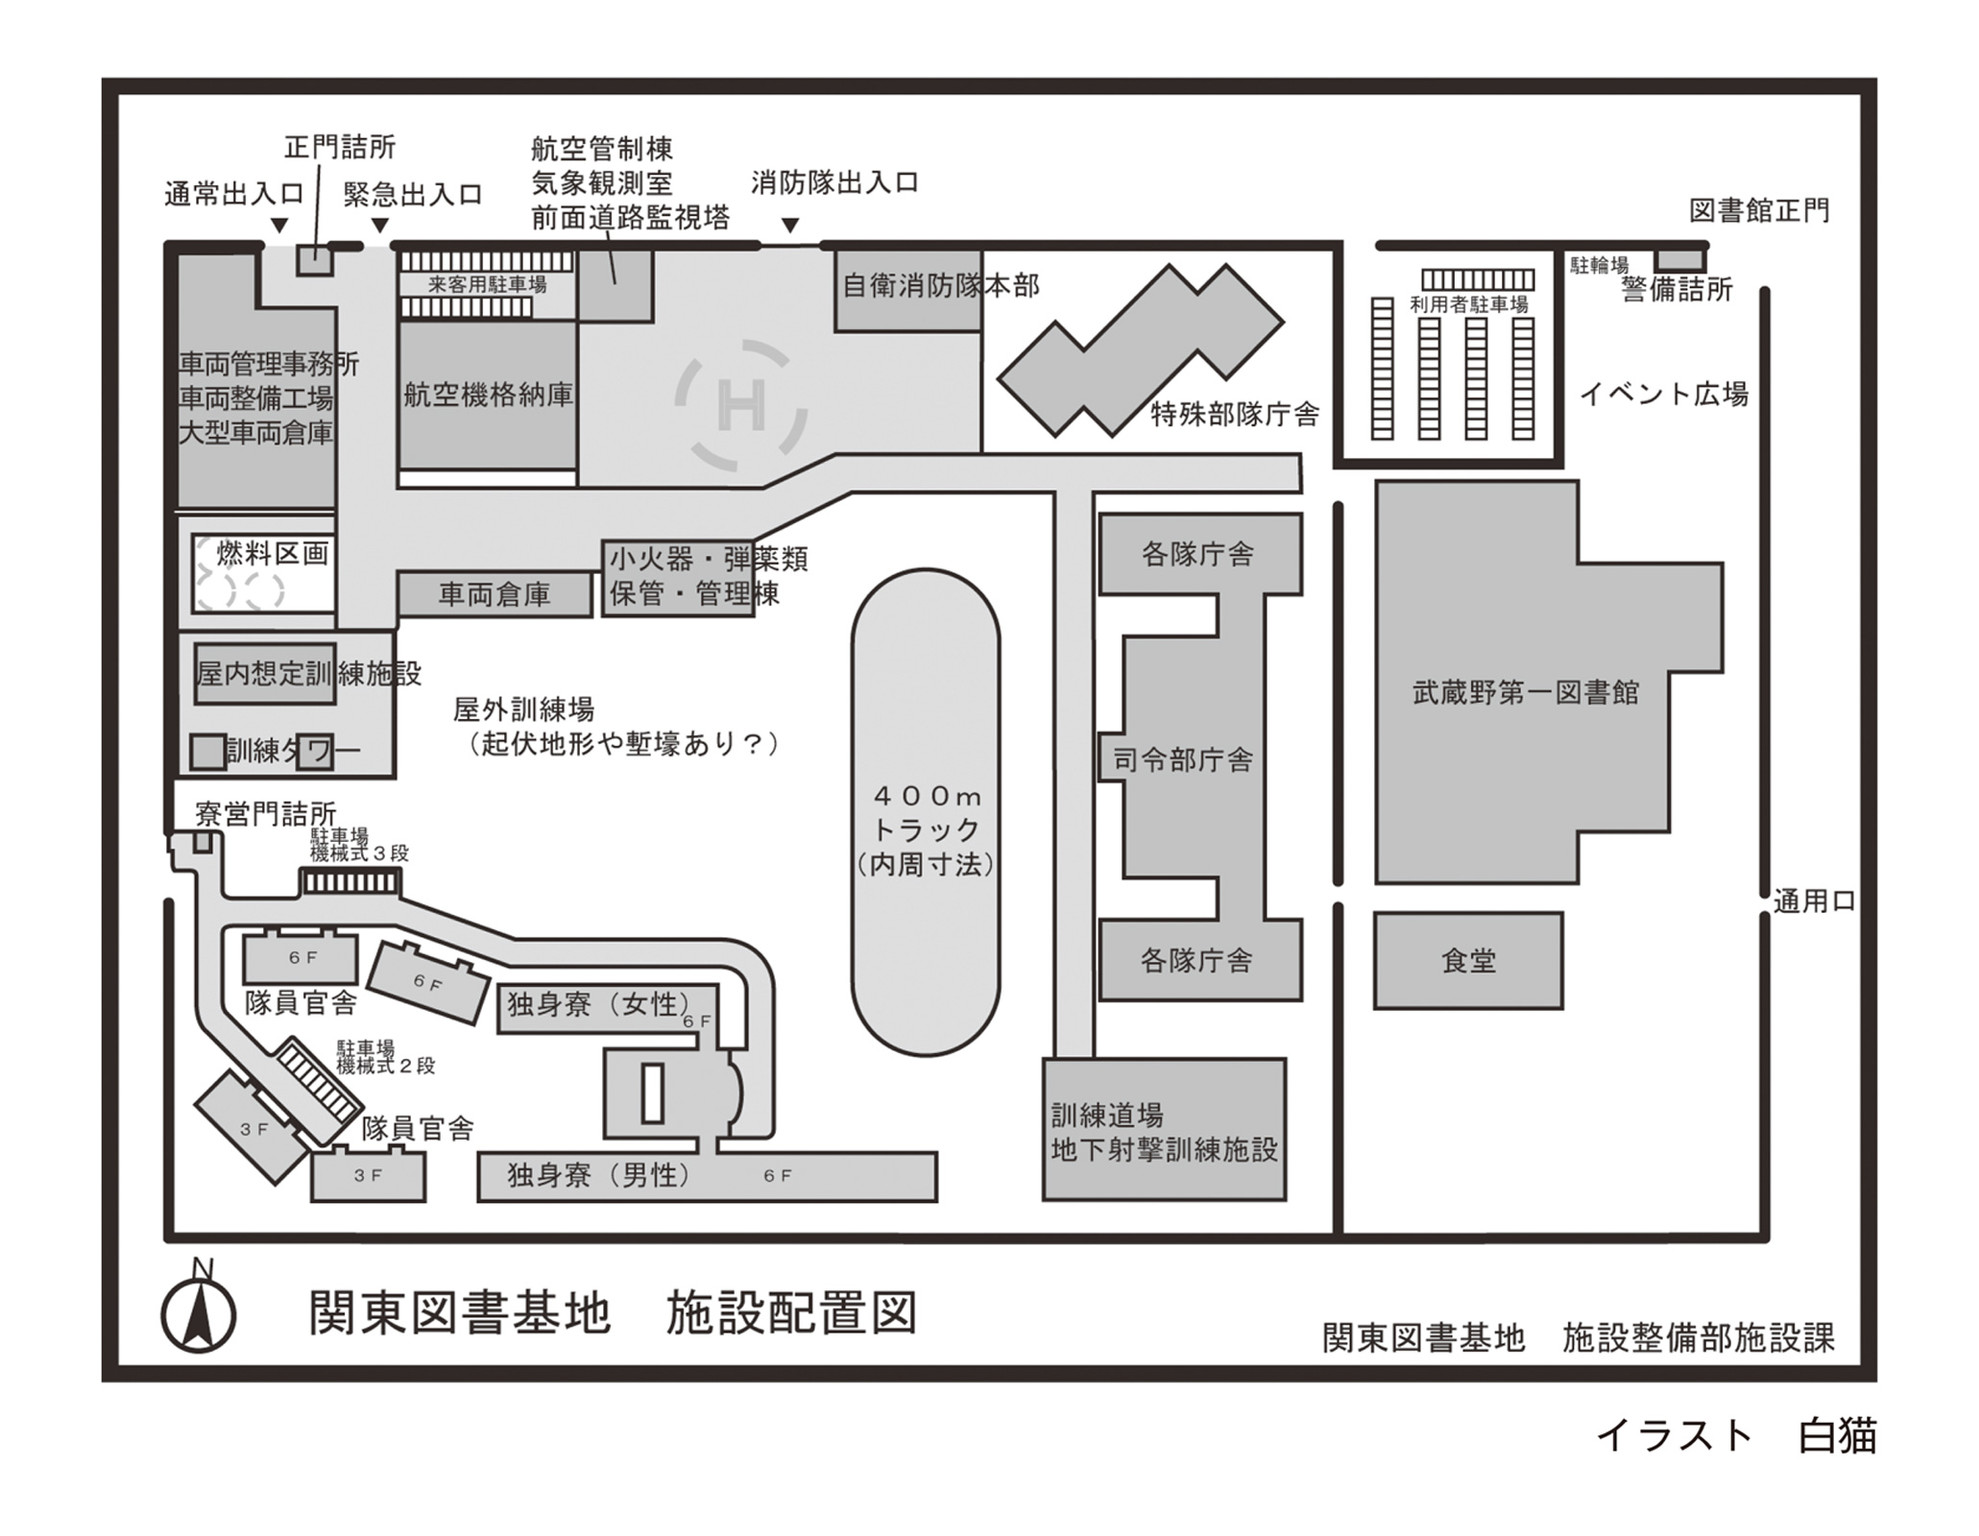 正門詰所
通常出入口
緊急出入口
航空管制棟
気象観測室
前面道路監視塔
消防隊出入口
図書館正門
来客用駐車場
自衛消防隊本部
駐輪場
警備詰所
利用者駐車場
車両管理事務所
車両整備工場
大型車両倉庫
航空機格納庫
H
特殊部隊庁舎
イベント広場
燃料区画
車両倉庫
小火器・弾薬類
保管・管理棟
各隊庁舎
屋内想定訓練施設
訓練タワー
屋外訓練場
（起伏地形や塹壕あり？）
武蔵野第一図書館
司令部庁舎
４００ｍ
トラック
（内周寸法）
寮営門詰所
駐車場
機械式３段
通用口
６Ｆ
隊員官舎
６Ｆ
独身寮（女性）
６Ｆ
各隊庁舎
食堂
駐車場
機械式２段
３Ｆ
隊員官舎
３Ｆ
独身寮（男性）
６Ｆ
訓練道場
地下射撃訓練施設
N
関東図書基地　施設配置図
関東図書基地　施設整備部施設課
イラスト　白猫